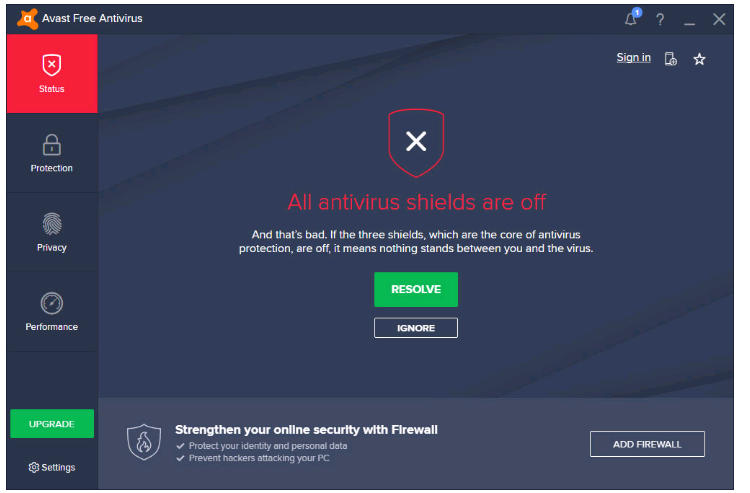 Avast Free Antivirus
1
?
Status
Protection
Privacy
Performance
UPGRADE
Settings
Sign in
All antivirus shields are off
And that's bad. If the three shields, which are the core of antivirus
protection, are off, it means nothing stands between you and the virus.
RESOLVE
IGNORE
Strengthen your online security with Firewall
Protect your identity and personal data
Prevent hackers attacking your PC
ADD FIREWALL